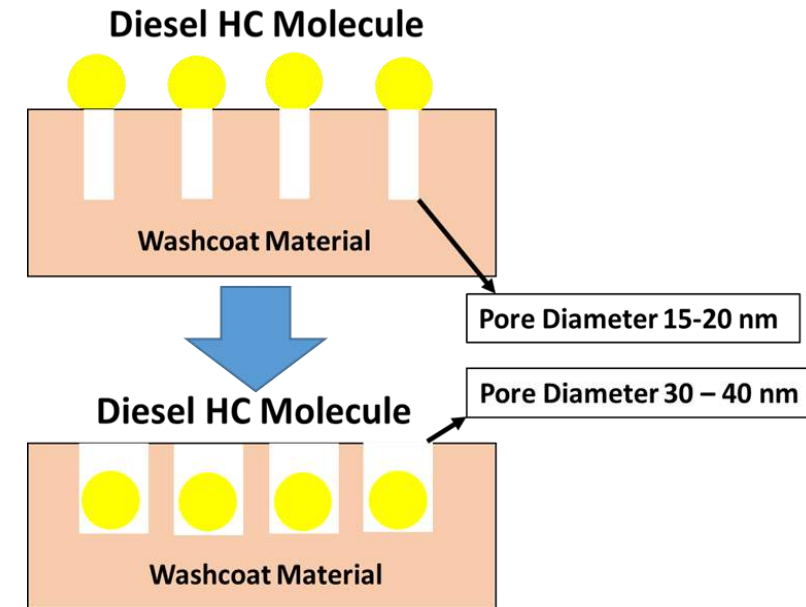 Diesel HC Molecule
Washcoat Material
Pore Diameter 15-20 nm
Pore Diameter 30 – 40 nm
Diesel HC Molecule
Washcoat Material